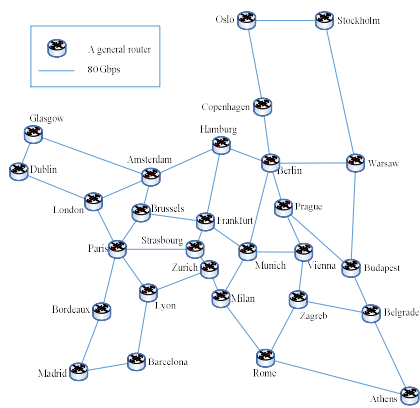 Oslo
Stockholm
A general router
80 Gbps
Copenhagen
Glasgow
Hamburg
Amsterdam
Berlin
Warsaw
Dublin
London
Brussels
Prague
Frankfurt
Strasbourg
Paris
Zurich
Munich
Vienna
Budapest
Lyon
Milan
Bordeaux
Zagreb
Belgrade
Barcelona
Madrid
Rome
Athens